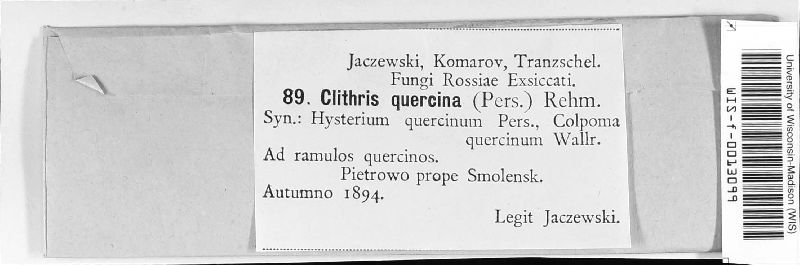 Jaczewski, Komarov, Tranzschel.
Fungi Rossiae Exsiccati.
89. Clithris quercina (Pers.) Rehm.
Syn.: Hysterium quercinum Pers., Colpoma
quercinum Wallr.
Ad ramulos quercinos.
Pietrowo prope Smolensk.
Autumno 1894.
Legit Jaczewski.
WIS-f-0013099
University of Wisconsin-Madison (WIS)